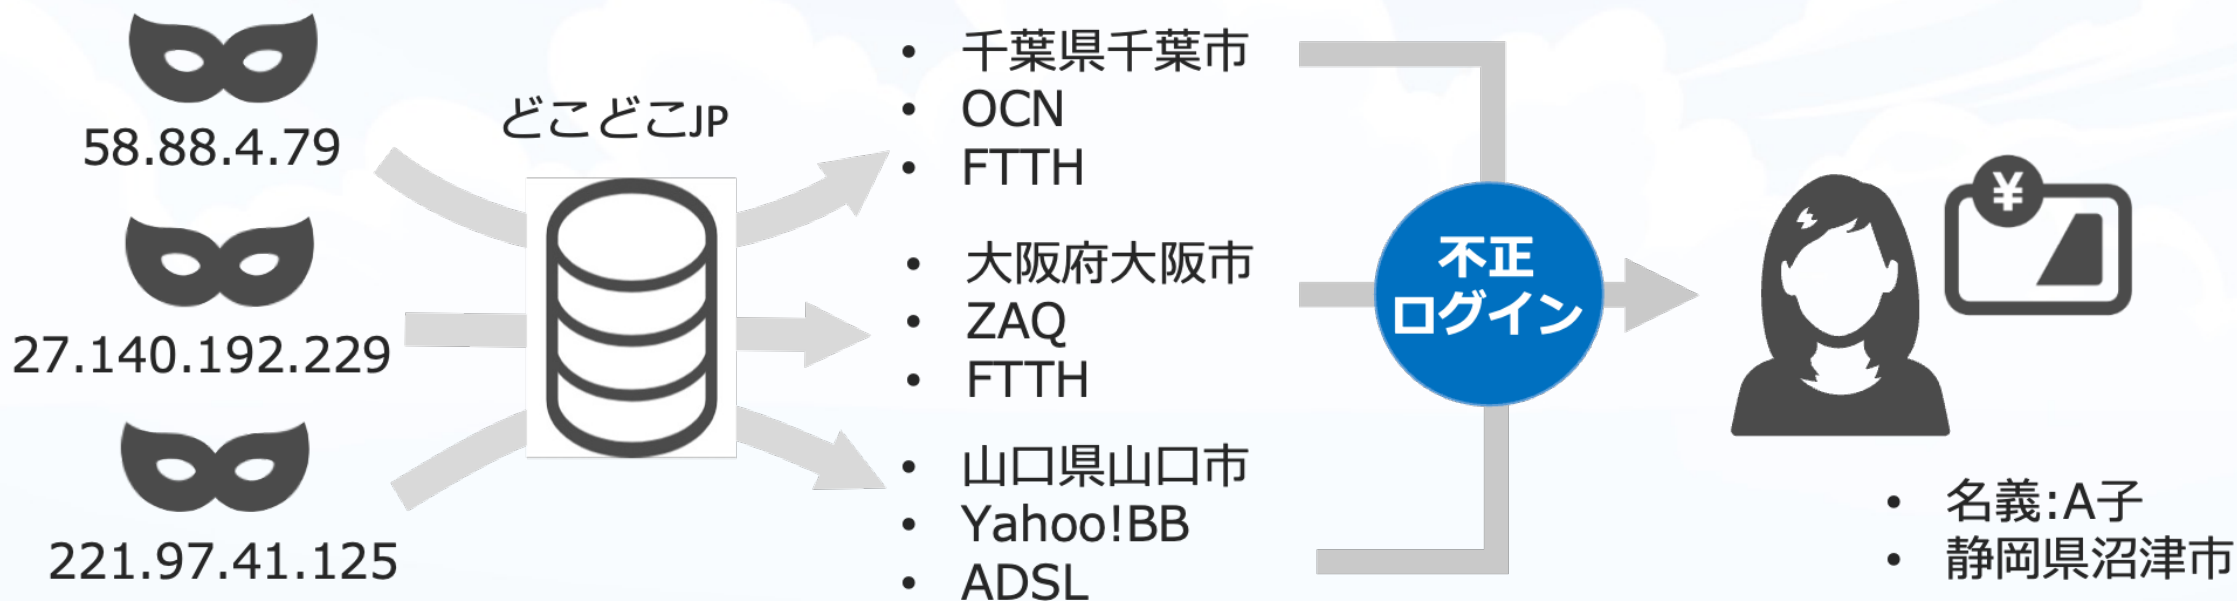 58.88.4.79
27.140.192.229
221.97.41.125
どこどこJP
• 千葉県千葉市
• OCN
• FTTH
• 大阪府大阪市
• ZAQ
• FTTH
• 山口県山口市
• Yahoo!BB
• ADSL
不正
ログイン
¥
• 名義:A子
• 静岡県沼津市